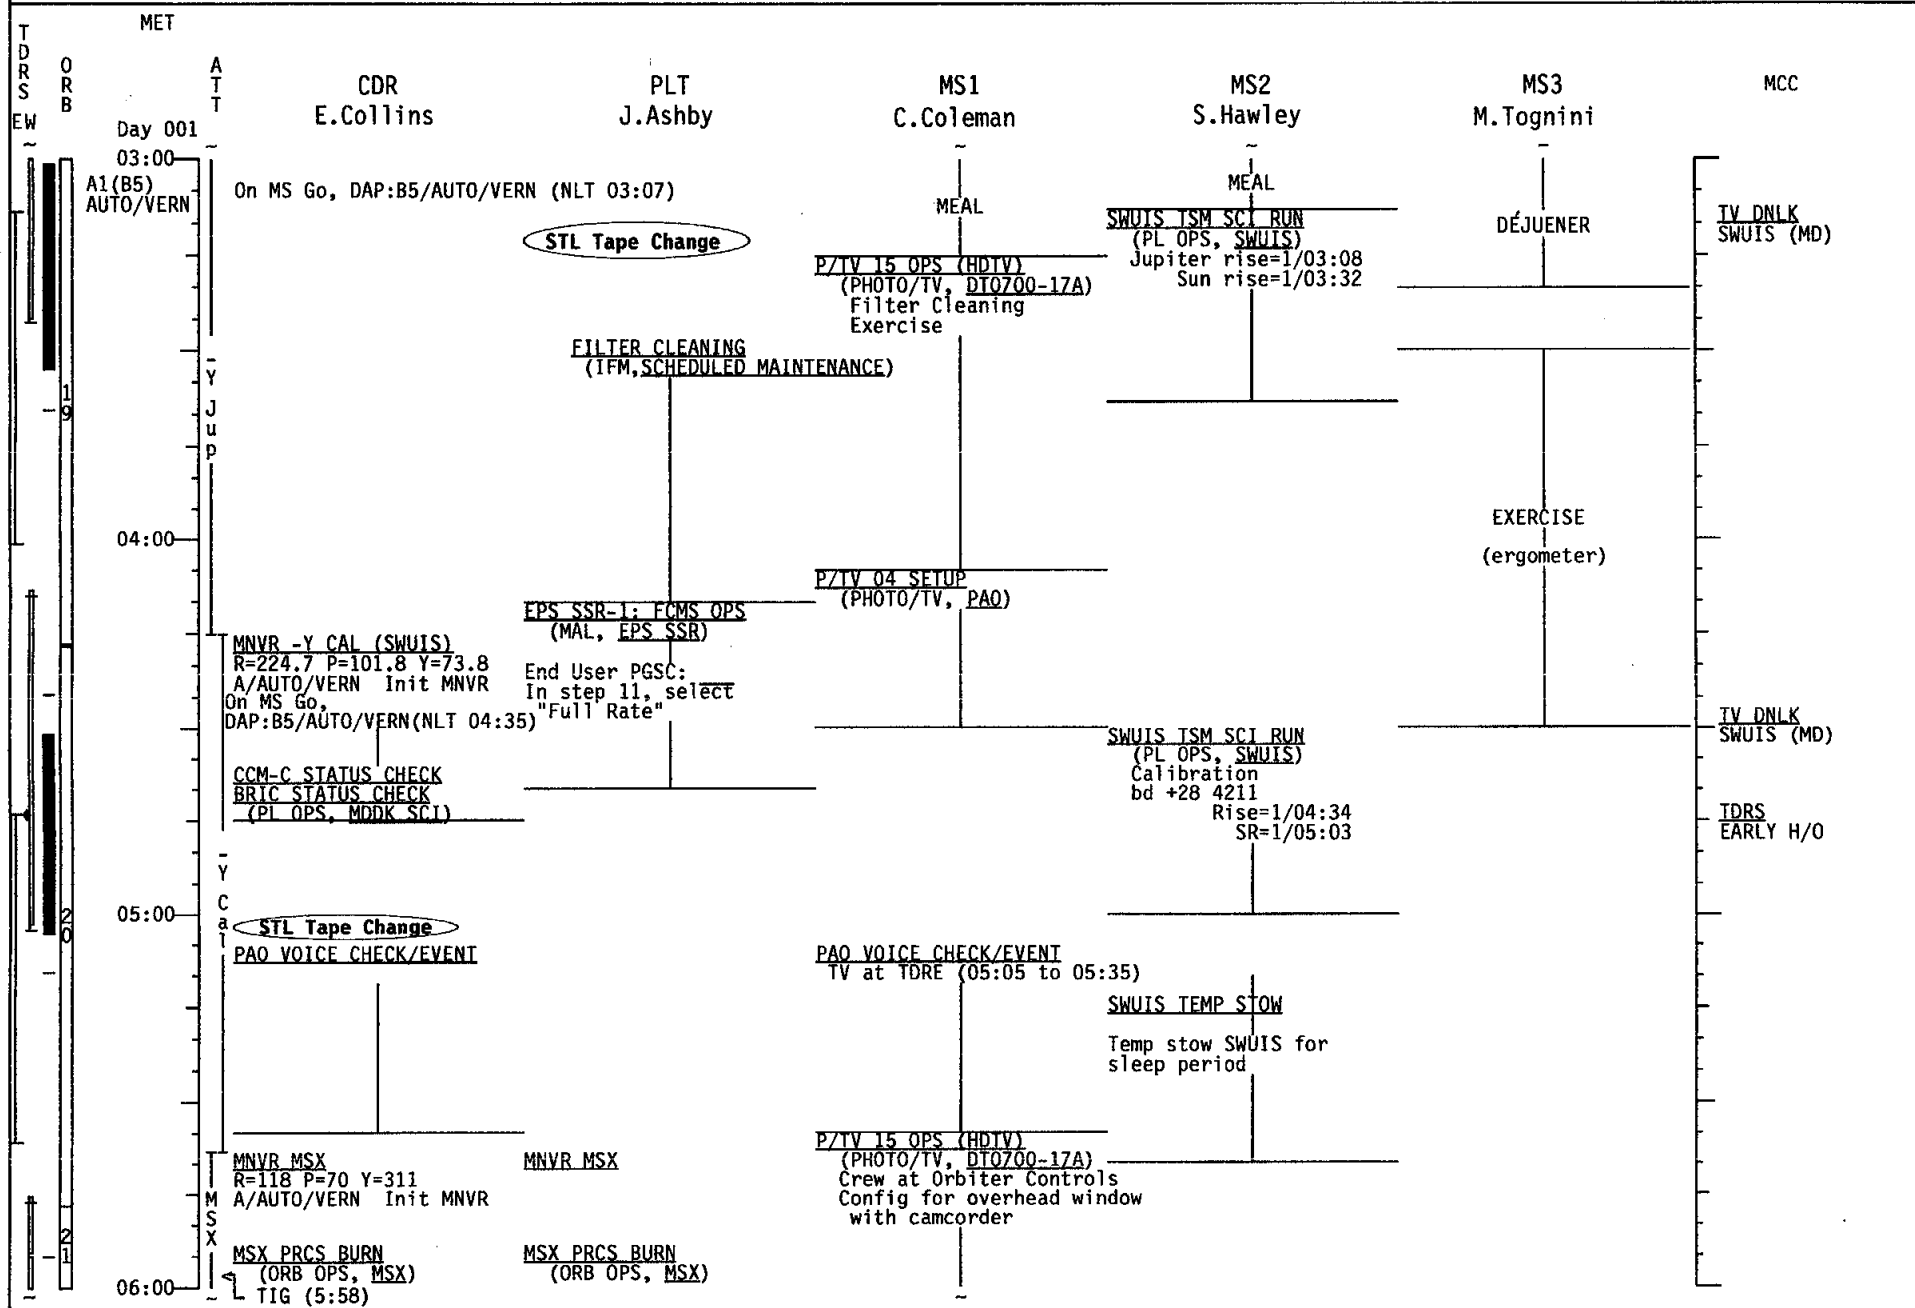 MET
TDRS
EW
ORB
ATT
CDR
E.Collins
PLT
J.Ashby
MS1
C.Coleman
MS2
S.Hawley
MS3
M.Tognini
MCC
Day 001
03:00
A1(B5)
AUTO/VERN
04:00
05:00
06:00
19
20
21
-Y Jup
-Y Cal
MSX
On MS Go, DAP:B5/AUTO/VERN (NLT 03:07)
MNVR -Y CAL (SWUIS)
R=224.7 P=101.8 Y=73.8
A/AUTO/VERN Init MNVR
On MS Go,
DAP:B5/AUTO/VERN(NLT 04:35)
CCM-C STATUS CHECK
BRIC STATUS CHECK
(PL OPS, MDDK SCI)
STL Tape Change
PAO VOICE CHECK/EVENT
MNVR MSX
R=118 P=70 Y=311
A/AUTO/VERN Init MNVR
MSX PRCS BURN
(ORB OPS, MSX)
TIG (5:58)
STL Tape Change
FILTER CLEANING
(IFM,SCHEDULED MAINTENANCE)
EPS SSR-1: FCMS OPS
(MAL, EPS SSR)
End User PGSC:
In step 11, select
"Full Rate"
MNVR MSX
MSX PRCS BURN
(ORB OPS, MSX)
MEAL
P/TV 15 OPS (HDTV)
(PHOTO/TV, DTO700-17A)
Filter Cleaning
Exercise
P/TV 04 SETUP
(PHOTO/TV, PAO)
PAO VOICE CHECK/EVENT
TV at TDRE (05:05 to 05:35)
P/TV 15 OPS (HDTV)
(PHOTO/TV, DTO700-17A)
Crew at Orbiter Controls
Config for overhead window
with camcorder
MEAL
SWUIS TSM SCI RUN
(PL OPS, SWUIS)
Jupiter rise=1/03:08
Sun rise=1/03:32
SWUIS TSM SCI RUN
(PL OPS, SWUIS)
Calibration
bd +28 4211
Rise=1/04:34
SR=1/05:03
SWUIS TEMP STOW
Temp stow SWUIS for
sleep period
DÉJUENER
EXERCISE
(ergometer)
TV DNLK
SWUIS (MD)
TV DNLK
SWUIS (MD)
TDRS
EARLY H/O